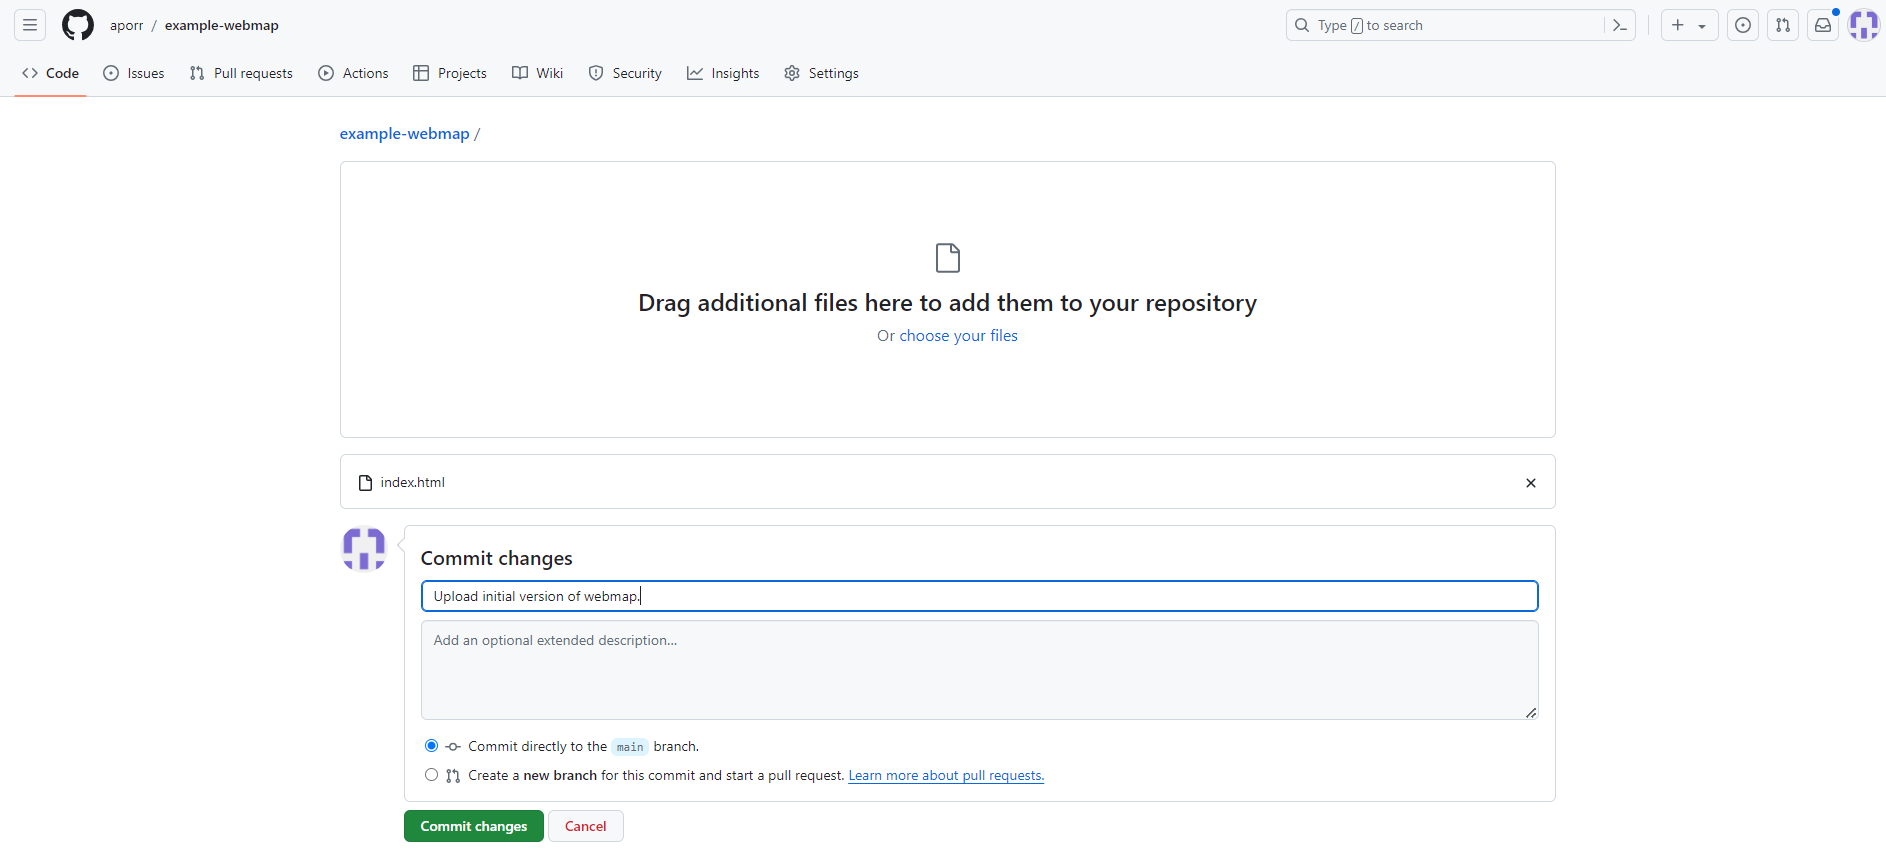 aporr / example-webmap
Type / to search
Code Issues Pull requests Actions Projects Wiki Security Insights Settings
example-webmap /
Drag additional files here to add them to your repository
Or choose your files
index.html
Commit changes
Upload initial version of webmap.
Add an optional extended description...
Commit directly to the main branch.
Create a new branch for this commit and start a pull request. Learn more about pull requests.
Commit changes Cancel